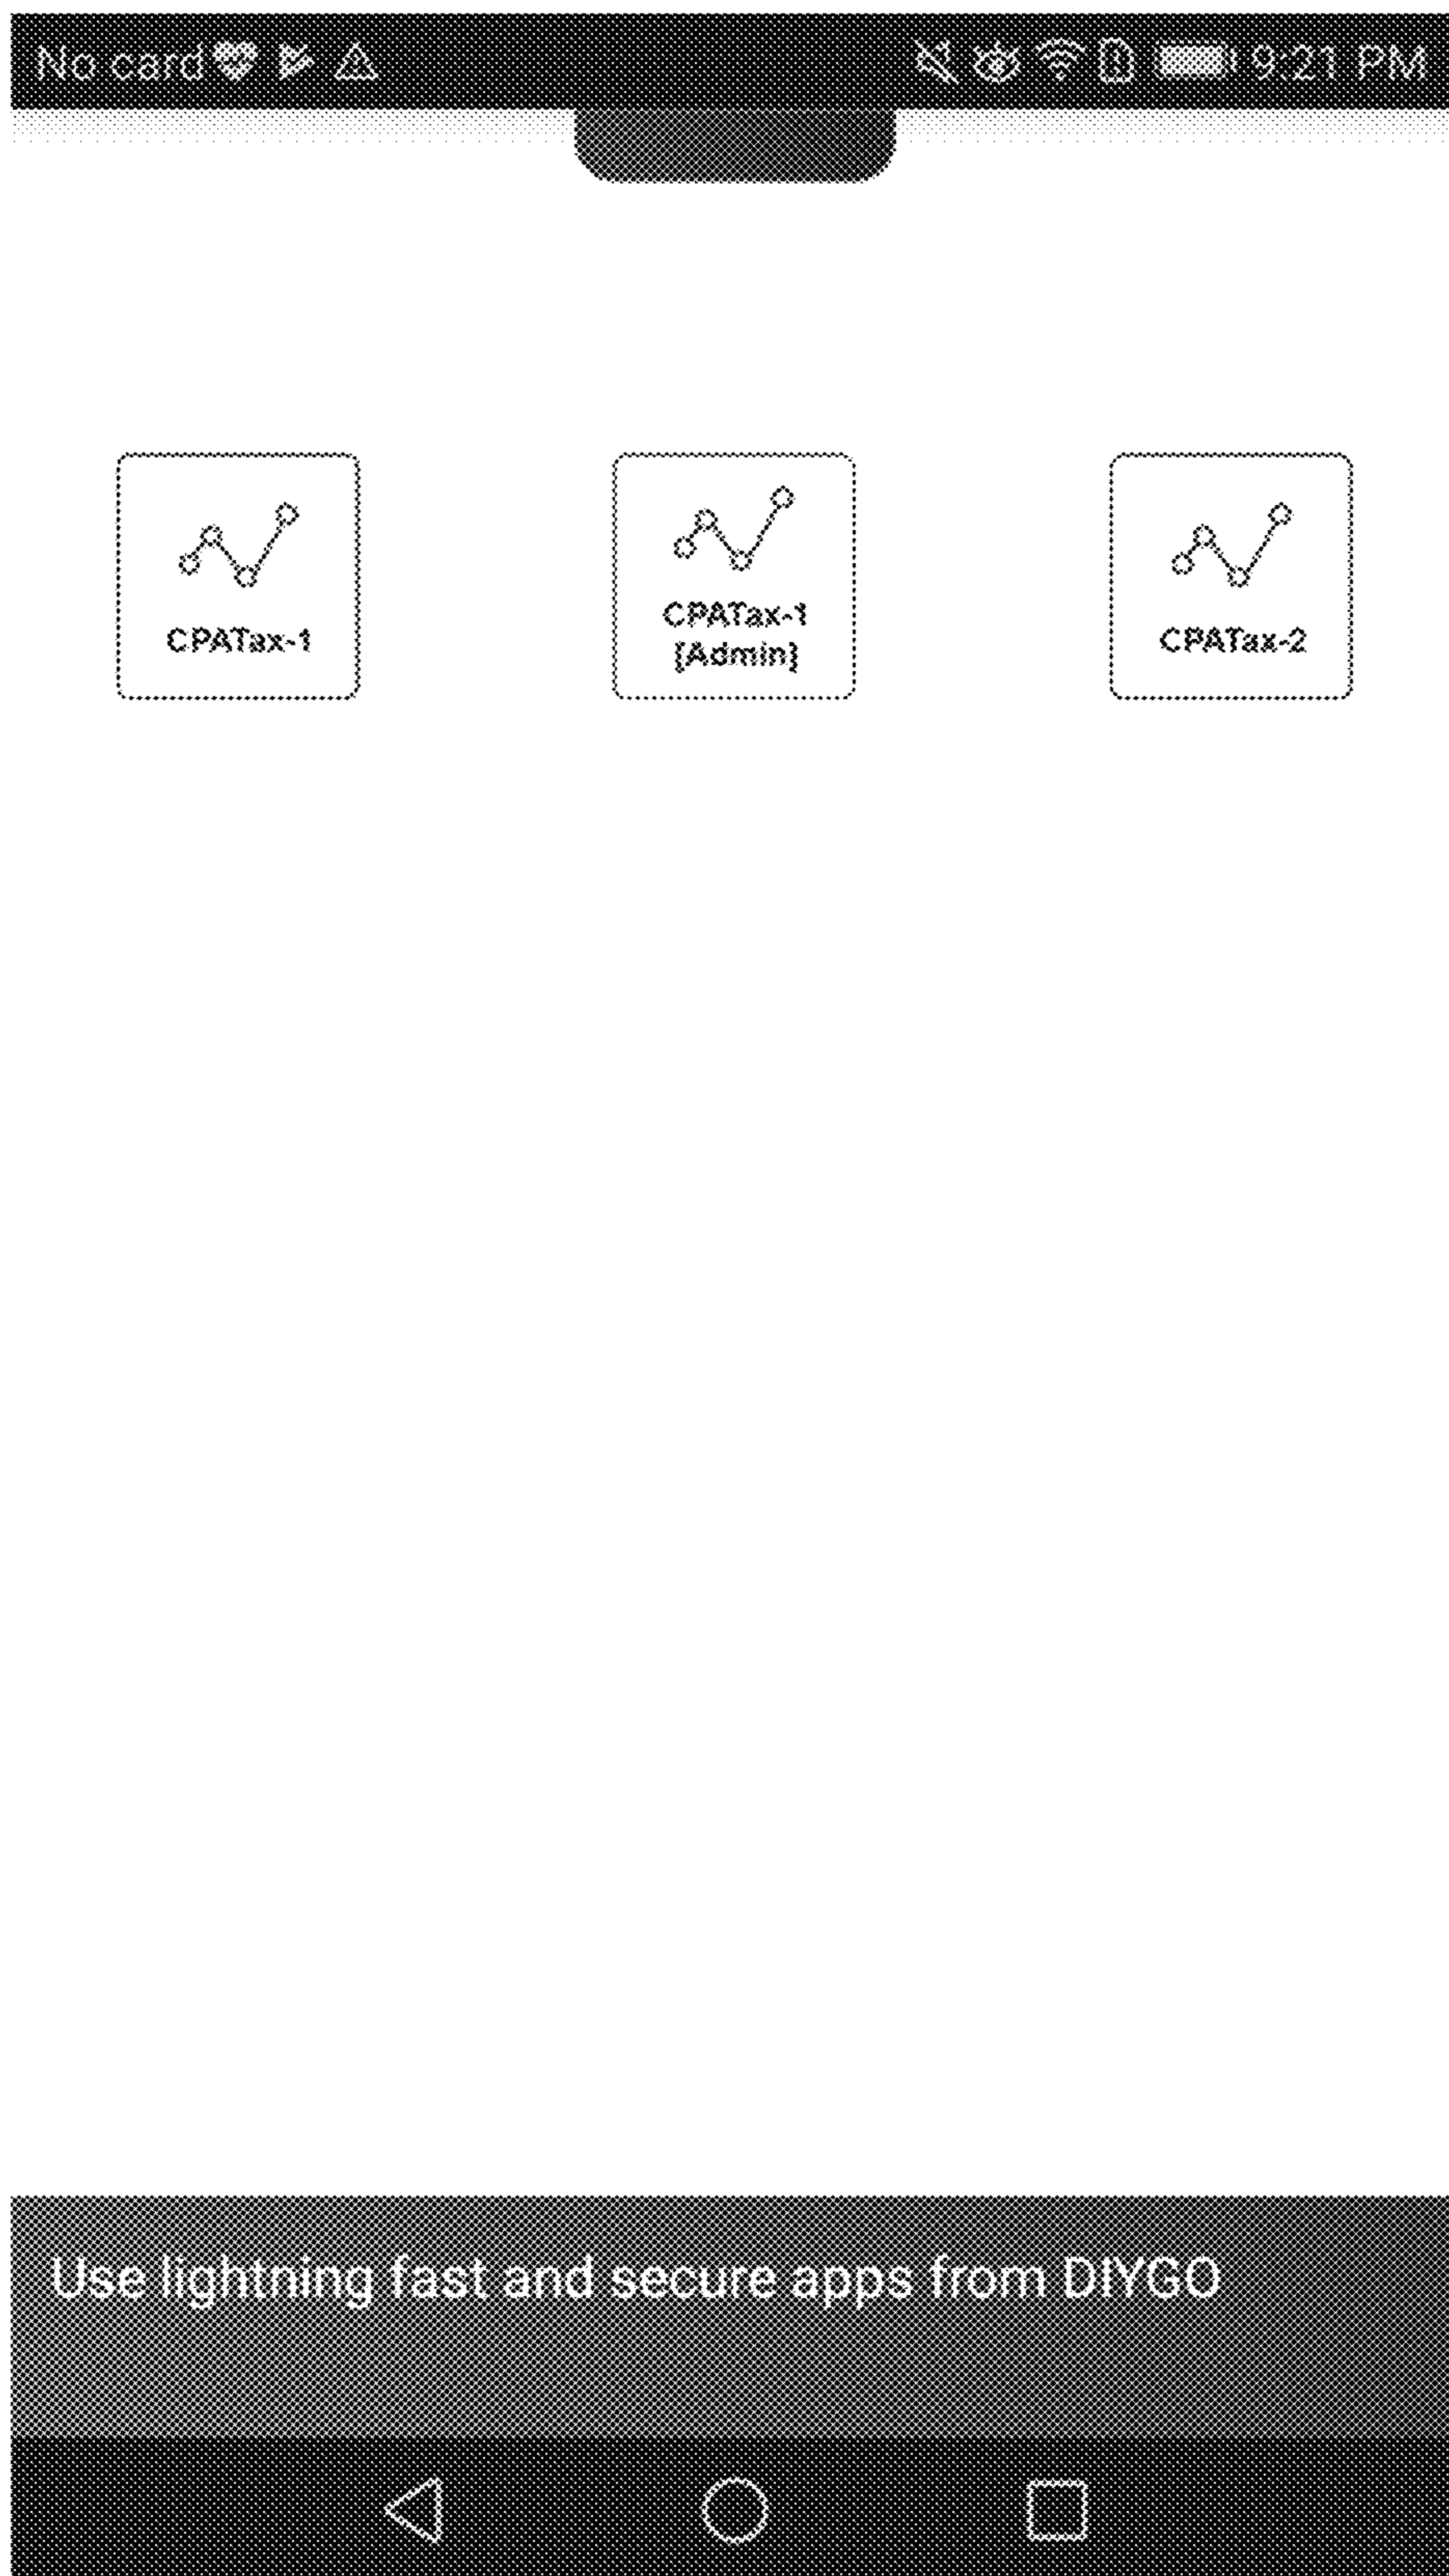 No card 9:21 PM
CPATax-1
CPATax-1
[Admin]
CPATax-2
Use lightning fast and secure apps from DIYGO